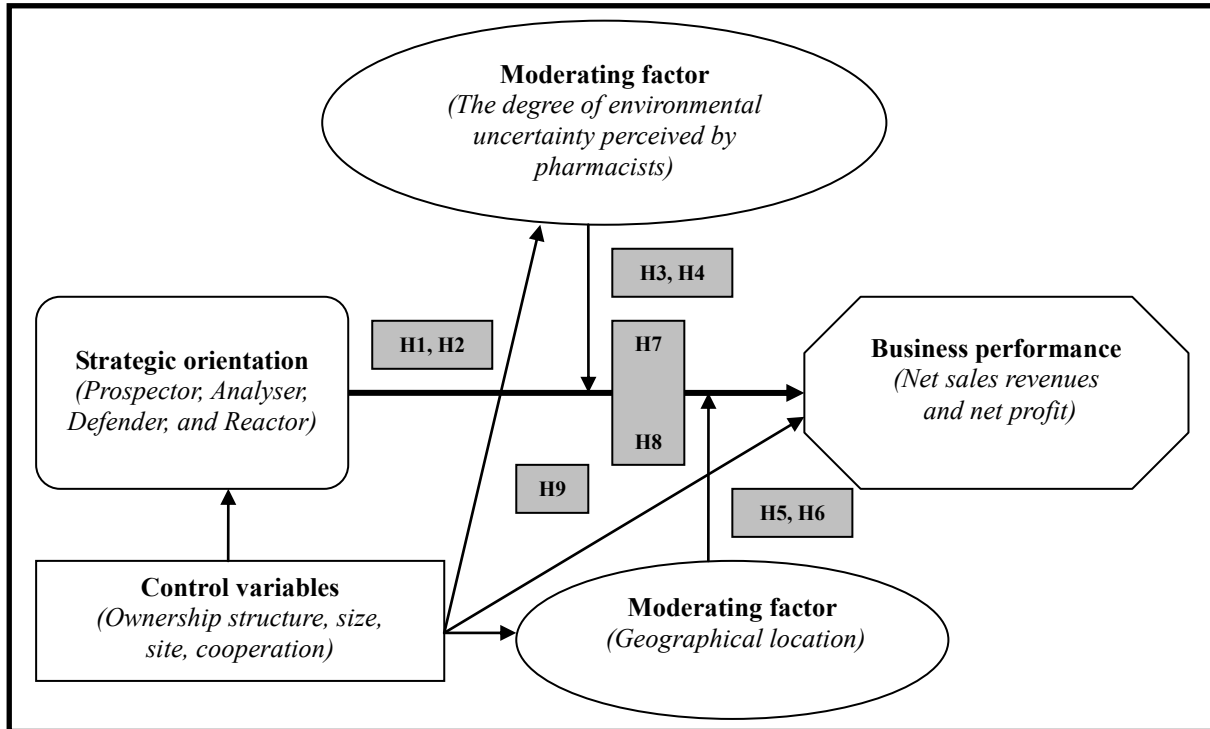 Moderating factor
(The degree of environmental
uncertainty perceived by
pharmacists)
H3, H4
H1, H2
Strategic orientation
(Prospector, Analyser,
Defender, and Reactor)
H7
H8
Business performance
(Net sales revenues
and net profit)
H9
H5, H6
Control variables
(Ownership structure, size,
site, cooperation)
Moderating factor
(Geographical location)